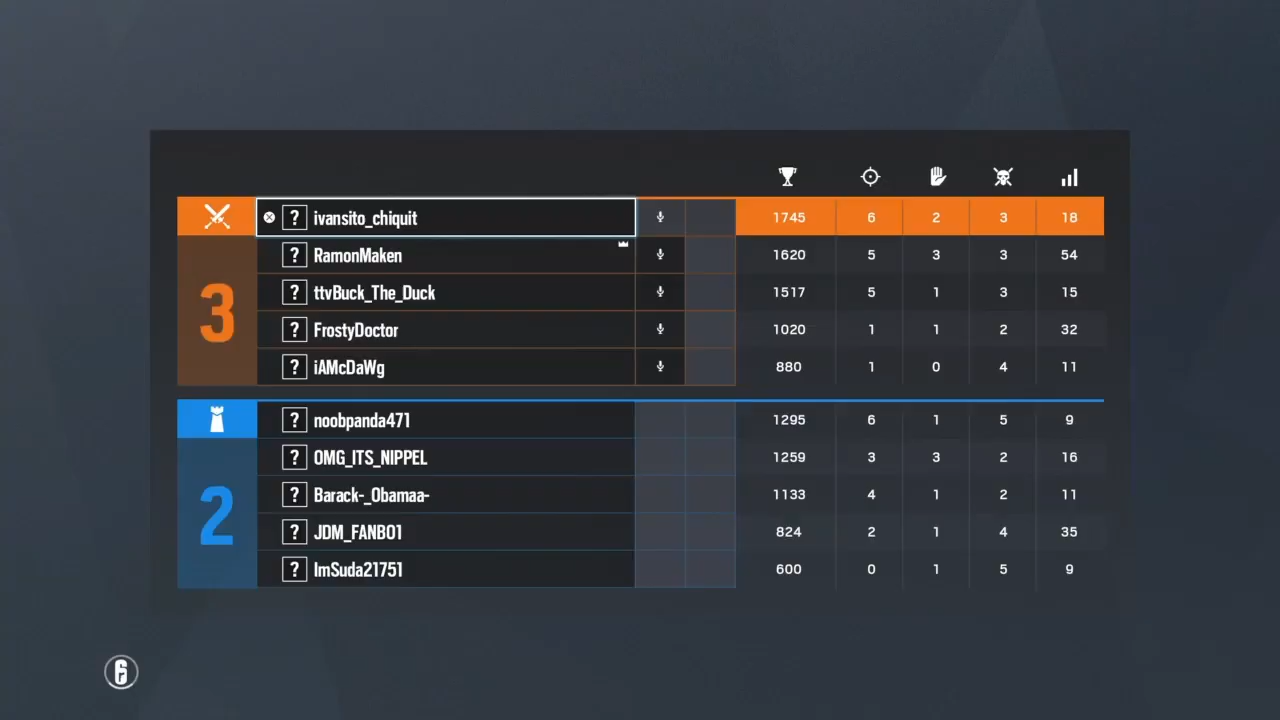 ? ivansito_chiquit 1745 6 2 3 18
? RamonMaken 1620 5 3 3 54
3
? ttvBuck_The_Duck 1517 5 1 3 15
? FrostyDoctor 1020 1 1 2 32
? iAMcDaWg 880 1 0 4 11
? noobpanda471 1295 6 1 5 9
? OMG_ITS_NIPPEL 1259 3 3 2 16
2
? Barack-_Obamaa- 1133 4 1 2 11
? JDM_FANBO1 824 2 1 4 35
? ImSuda21751 600 0 1 5 9
6